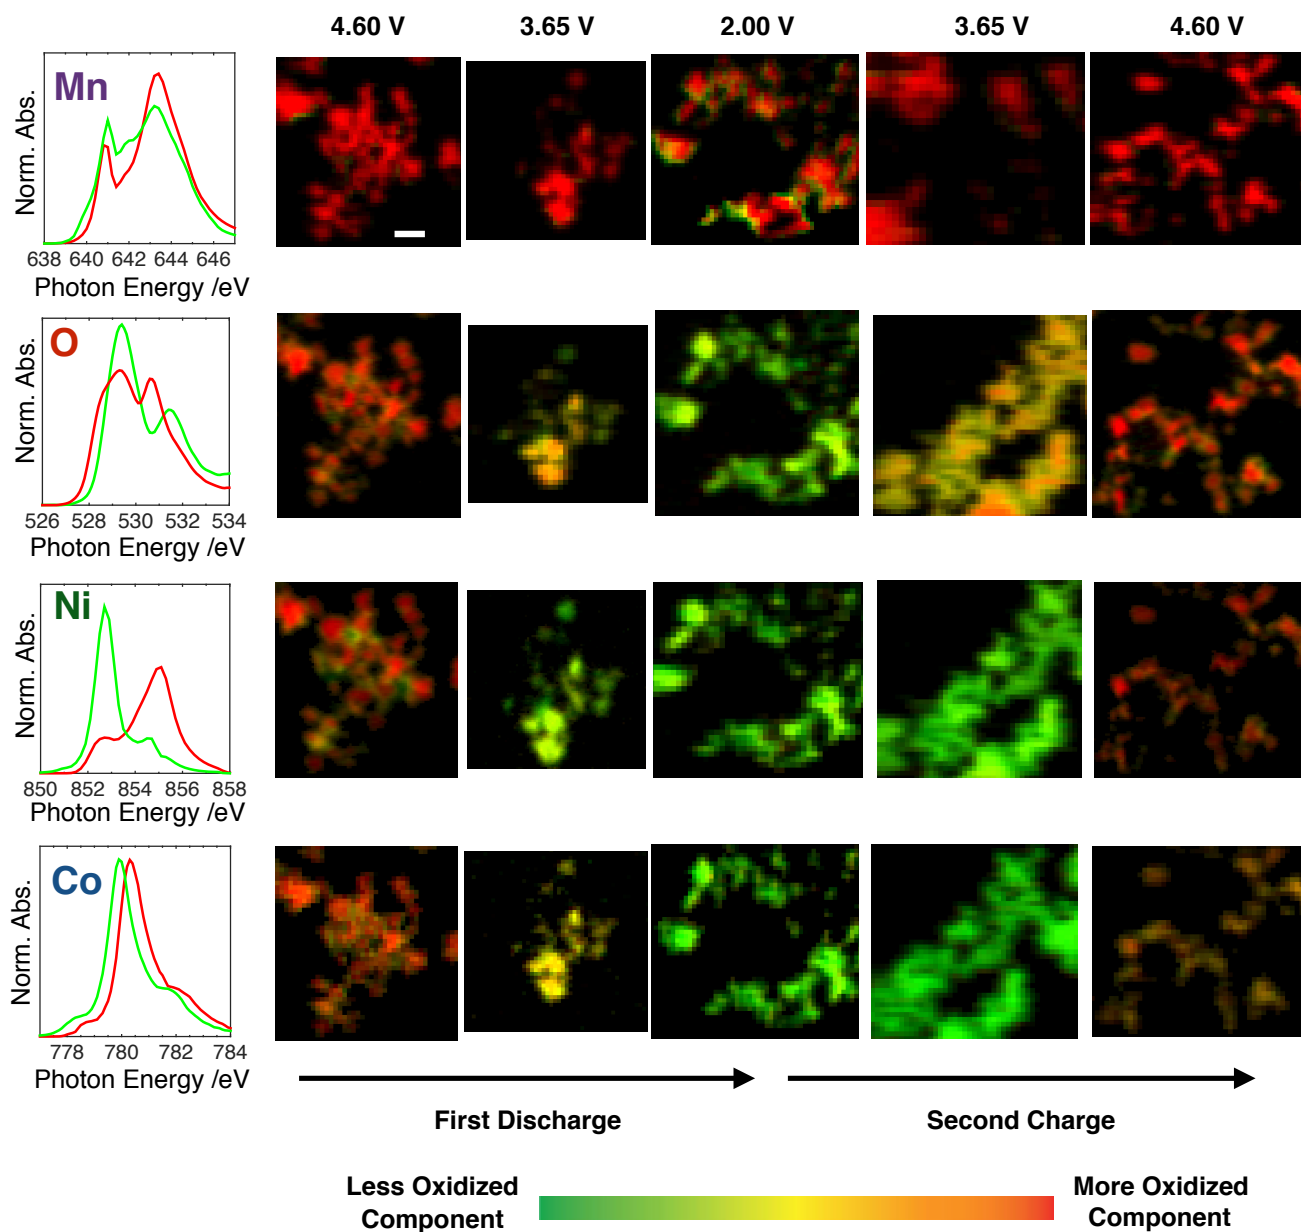 4.60 V 3.65 V 2.00 V 3.65 V 4.60 V
Mn
Norm. Abs.
638 640 642 644 646
Photon Energy /eV
O
Norm. Abs.
526 528 530 532 534
Photon Energy /eV
Ni
Norm. Abs.
850 852 854 856 858
Photon Energy /eV
Co
Norm. Abs.
778 780 782 784
Photon Energy /eV
First Discharge Second Charge
Less Oxidized
Component
More Oxidized
Component